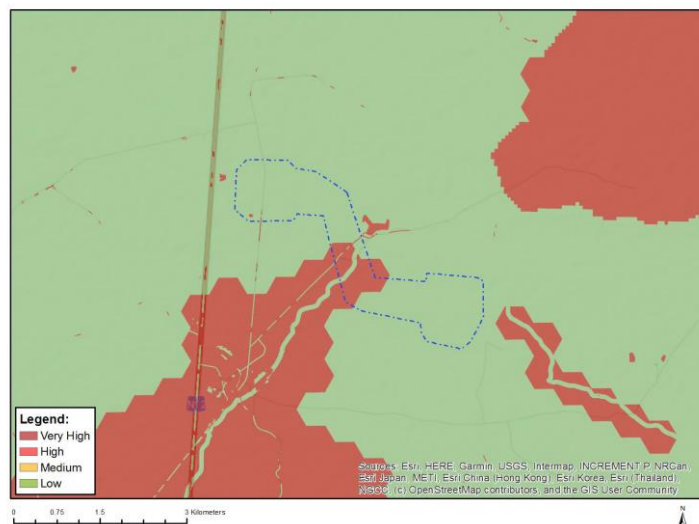 Legend:
Very High
High
Medium
Low
Sources: Esri, HERE, Garmin, USGS, Intermap, INCREMENT P, NRCan,
Esri Japan, METI, Esri China (Hong Kong), Esri Korea, Esri (Thailand),
NGCC, (c) OpenStreetMap contributors, and the GIS User Community
0 0.75 1.5 3 Kilometers
N